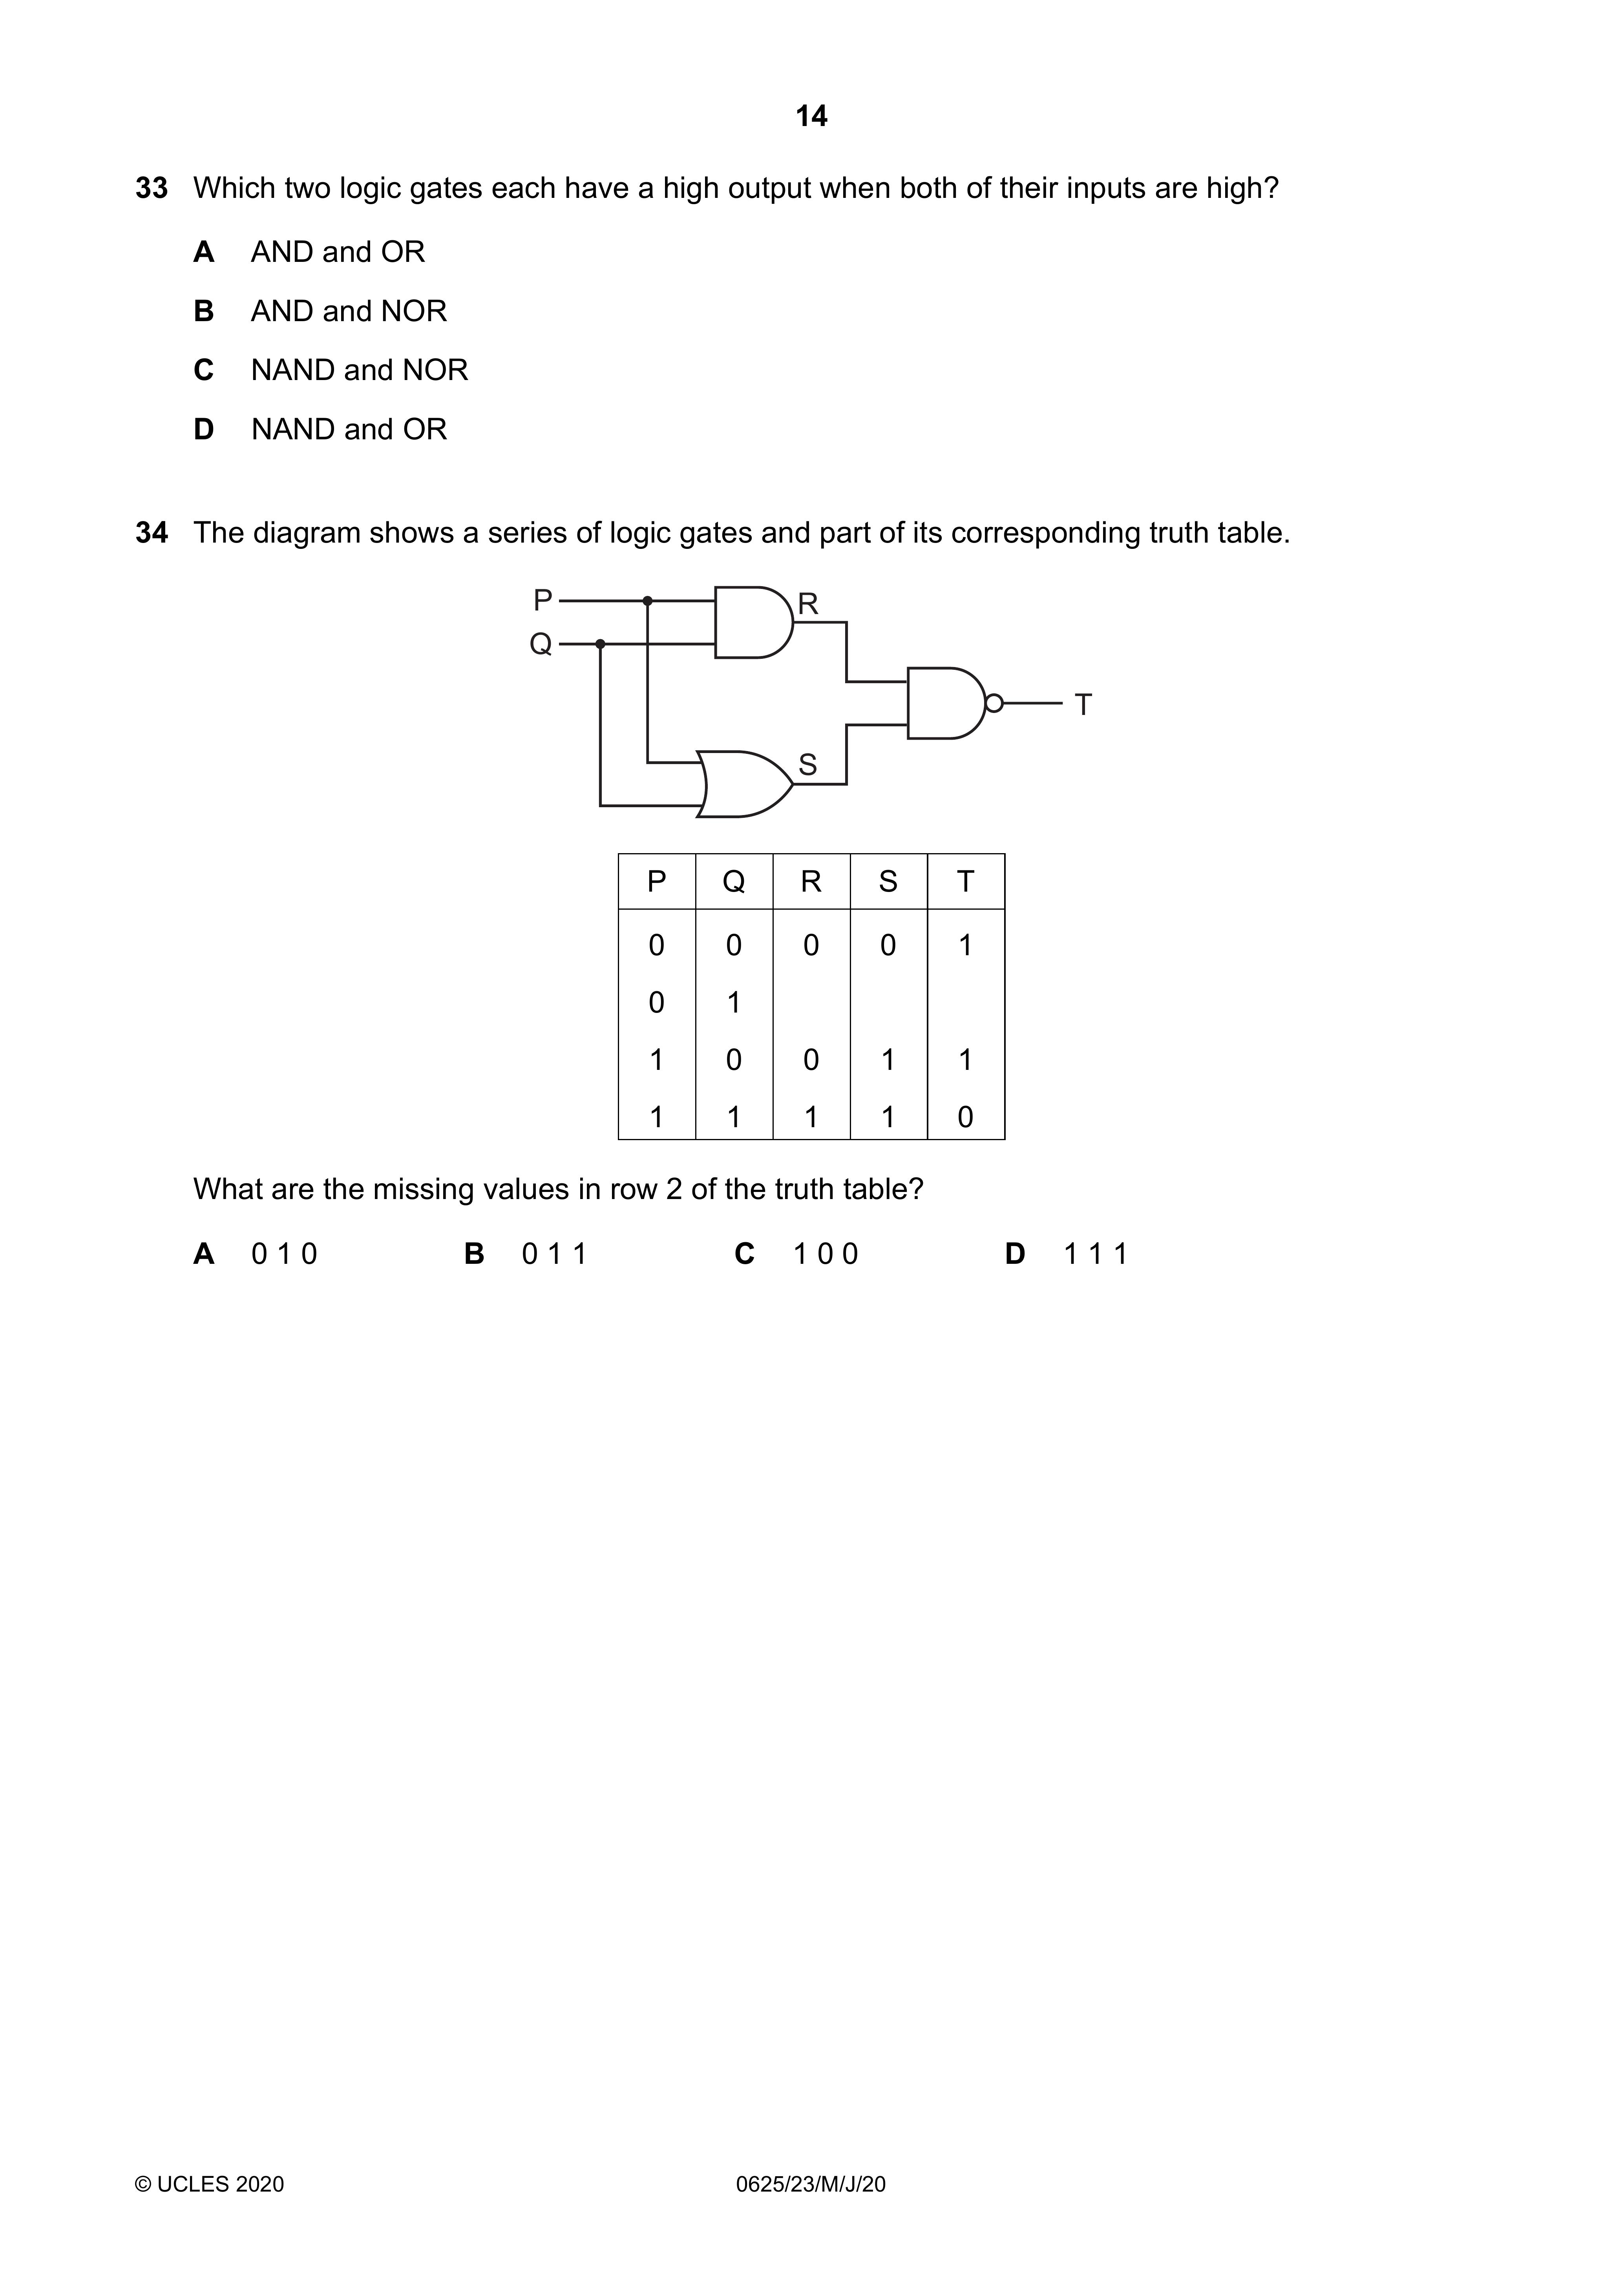 14
33 Which two logic gates each have a high output when both of their inputs are high?
A AND and OR
B AND and NOR
C NAND and NOR
D NAND and OR
34 The diagram shows a series of logic gates and part of its corresponding truth table.
P
R
Q
T
S
P Q R S T
0 0 0 0 1
0 1
1 0 0 1 1
1 1 1 1 0
What are the missing values in row 2 of the truth table?
A 0 1 0 B 0 1 1 C 1 0 0 D 1 1 1
© UCLES 2020 0625/23/M/J/20